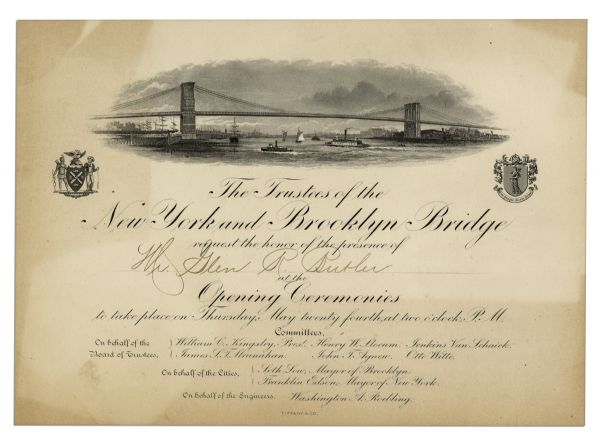 The Trustees of the
New York and Brooklyn Bridge
request the honor of the presence of
Mr. Glen R. Butler
at the
Opening Ceremonies
to take place on Thursday, May twenty fourth, at two o'clock, P. M.
Committees,
On behalf of the Board of Trustees, { William C. Kingsley, Pres't. Henry W. Slocum. Jenkins Van Schaick.
James S. T. Stranahan. John T. Agnew. Otto Witte.
On behalf of the Cities, { Seth Low, Mayor of Brooklyn.
Franklin Edson, Mayor of New York.
On behalf of the Engineers, Washington A. Roebling.
TIFFANY & CO.